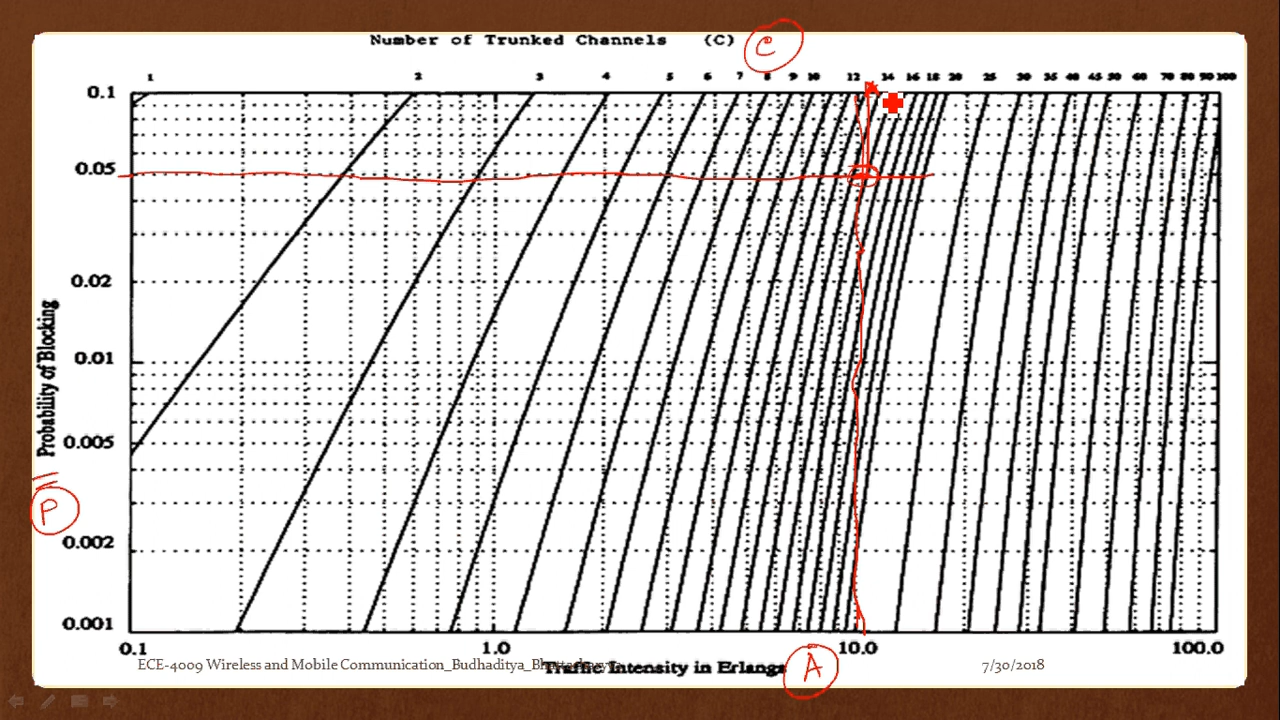 Number of Trunked Channels (C) C
1 2 3 4 5 6 7 8 9 10 12 14 16 18 20 25 30 35 40 45 50 60 70 80 90 100
0.1
0.05
0.02
0.01
0.005
0.002
0.001
Probability of Blocking
P
0.1 1.0 10.0 100.0
ECE-4009 Wireless and Mobile Communication_Budhaditya_ 7/30/2018
Traffic Intensity in Erlangs A